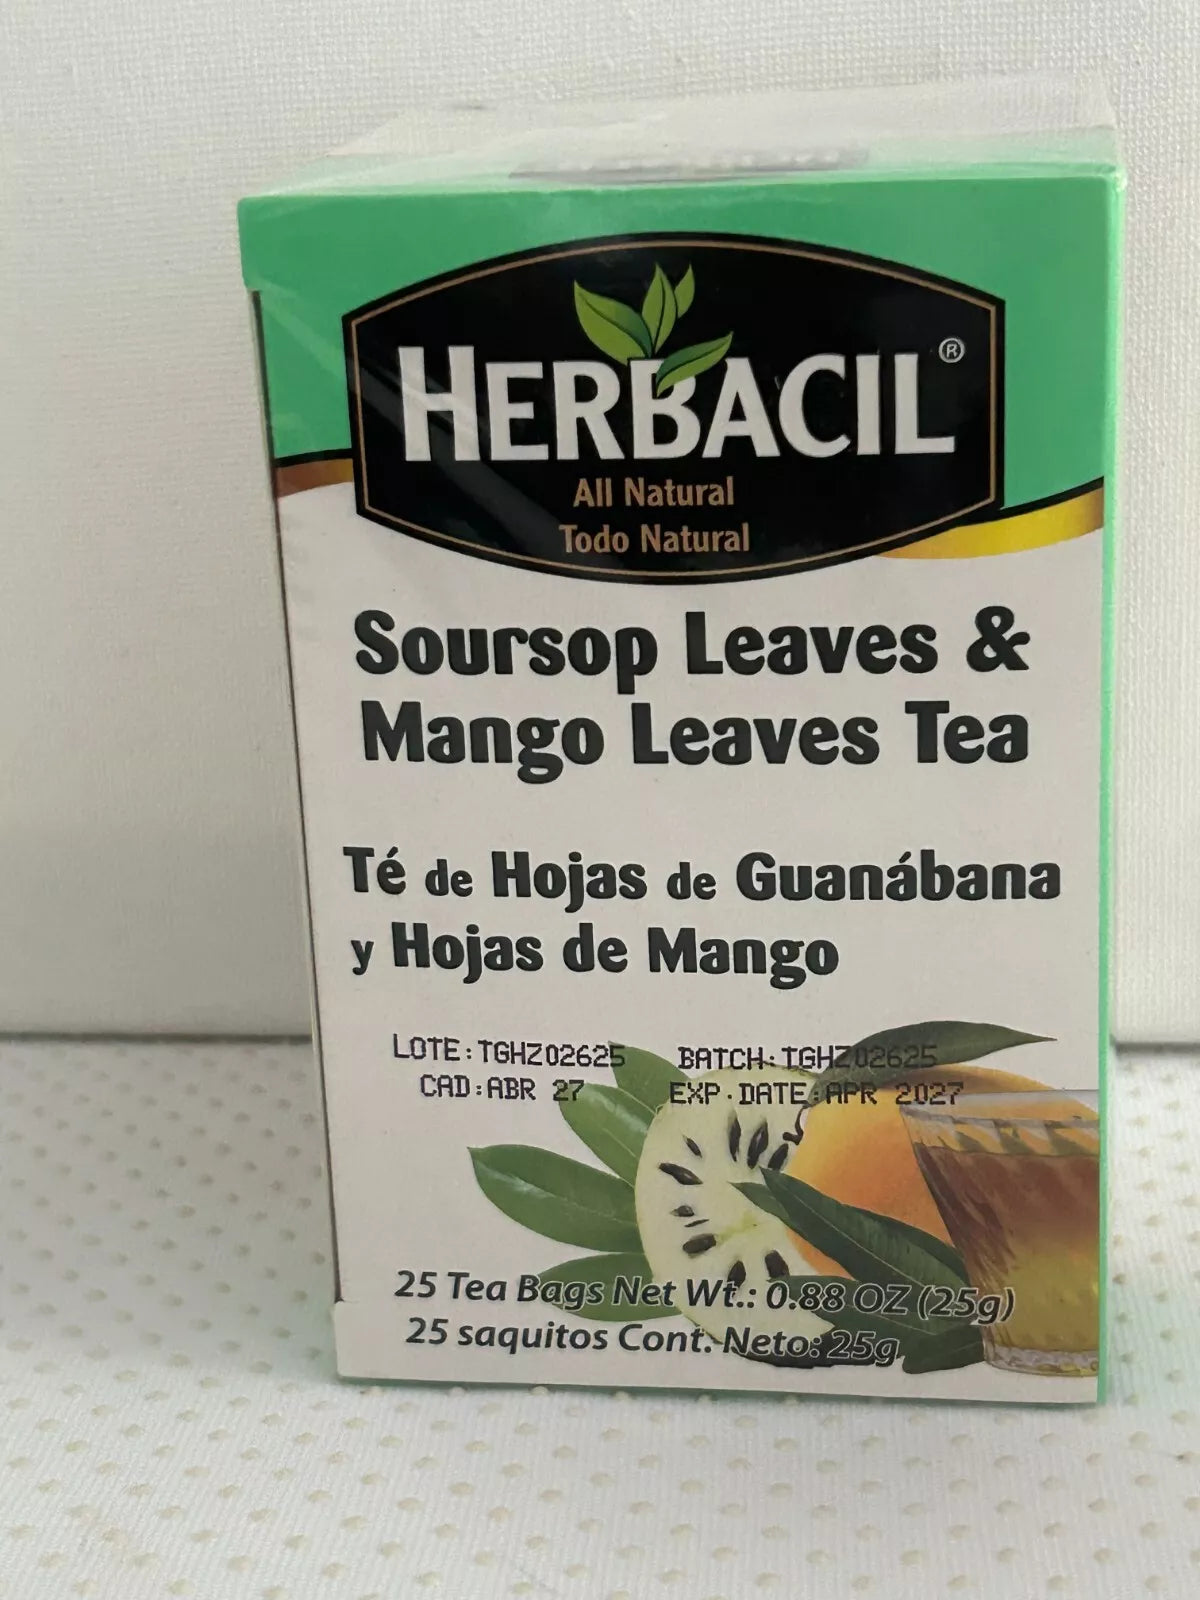 HERBACIL®
All Natural
Todo Natural
Soursop Leaves &
Mango Leaves Tea
Té de Hojas de Guanábana
y Hojas de Mango
LOTE:TGHZ02625 BATCH:TGHZ02625
CAD:ABR 27 EXP.DATE:APR 2027
25 Tea Bags Net Wt.: 0.88 OZ (25g)
25 saquitos Cont. Neto: 25g